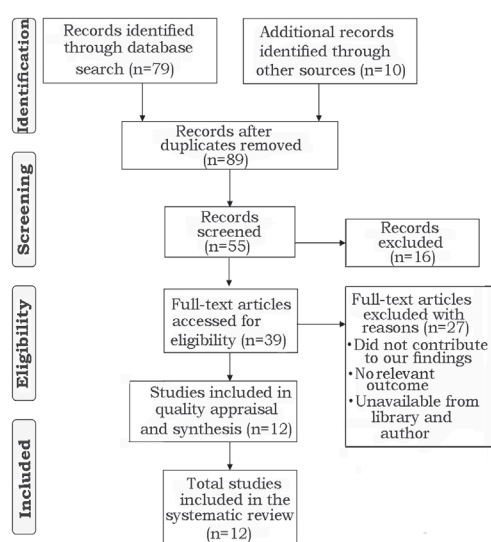 Identification
Records identified
through database
search (n=79)
Additional records
identified through
other sources (n=10)
Records after
duplicates removed
(n=89)
Screening
Records
screened
(n=55)
Records
excluded
(n=16)
Eligibility
Full-text articles
accessed for
eligibility (n=39)
Full-text articles
excluded with
reasons (n=27)
• Did not contribute
to our findings
• No relevant
outcome
• Unavailable from
library and
author
Studies included in
quality appraisal
and synthesis (n=12)
Included
Total studies
included in the
systematic review
(n=12)